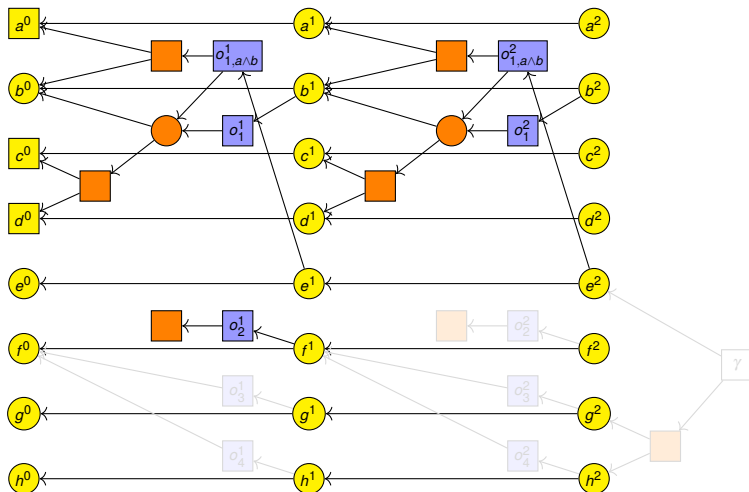 a⁰ a¹ a²
o¹₁,a∧b o²₁,a∧b
b⁰ b¹ b²
o¹₁ o²₁
c⁰ c¹ c²
d⁰ d¹ d²
e⁰ e¹ e²
o¹₂ o²₂
f⁰ f¹ f²
γ
o¹₃ o²₃
g⁰ g¹ g²
o¹₄ o²₄
h⁰ h¹ h²